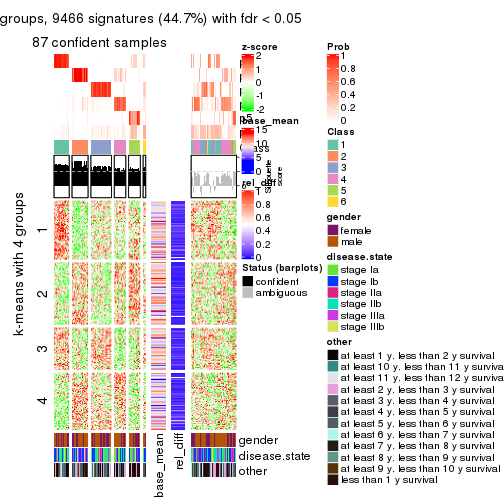 groups, 9466 signatures (44.7%) with fdr < 0.05
87 confident samples
z-score
2
1
0
-1
-2
base_mean
15
10
5
0
rel_diff
1
0.8
0.6
0.4
0.2
0
Silhouette
score
Status (barplots)
confident
ambiguous
Prob
1
0.8
0.6
0.4
0.2
0
Class
1
2
3
4
5
6
gender
female
male
disease.state
stage Ia
stage Ib
stage IIa
stage IIb
stage IIIa
stage IIIb
other
at least 1 y. less than 2 y survival
at least 10 y. less than 11 y surviva
at least 11 y. less than 12 y surviva
at least 2 y. less than 3 y survival
at least 3 y. less than 4 y survival
at least 4 y. less than 5 y survival
at least 5 y. less than 6 y survival
at least 6 y. less than 7 y survival
at least 7 y. less than 8 y survival
at least 8 y. less than 9 y survival
at least 9 y. less than 10 y survival
less than 1 y survival
k-means with 4 groups
1
2
3
4
base_mean
rel_diff
gender
disease.state
other